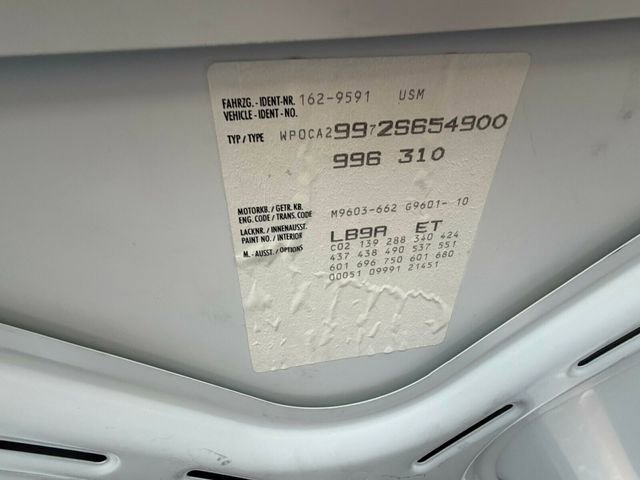 FAHRZG. - IDENT-NR. 162-9591 USM
VEHICLE - IDENT - NO.
TYP / TYPE WPOCA29972S654900
996 310
MOTORKB. / GETR. KB. M9603-662 G9601- 10
ENG. CODE / TRANS. CODE
LACKNR. / INNENAUSST. LB9A ET
PAINT NO. / INTERIOR
M. - AUSST. / OPTIONS C02 139 288 340 424
437 438 490 537 551
601 696 750 601 680
00051 09991 21451